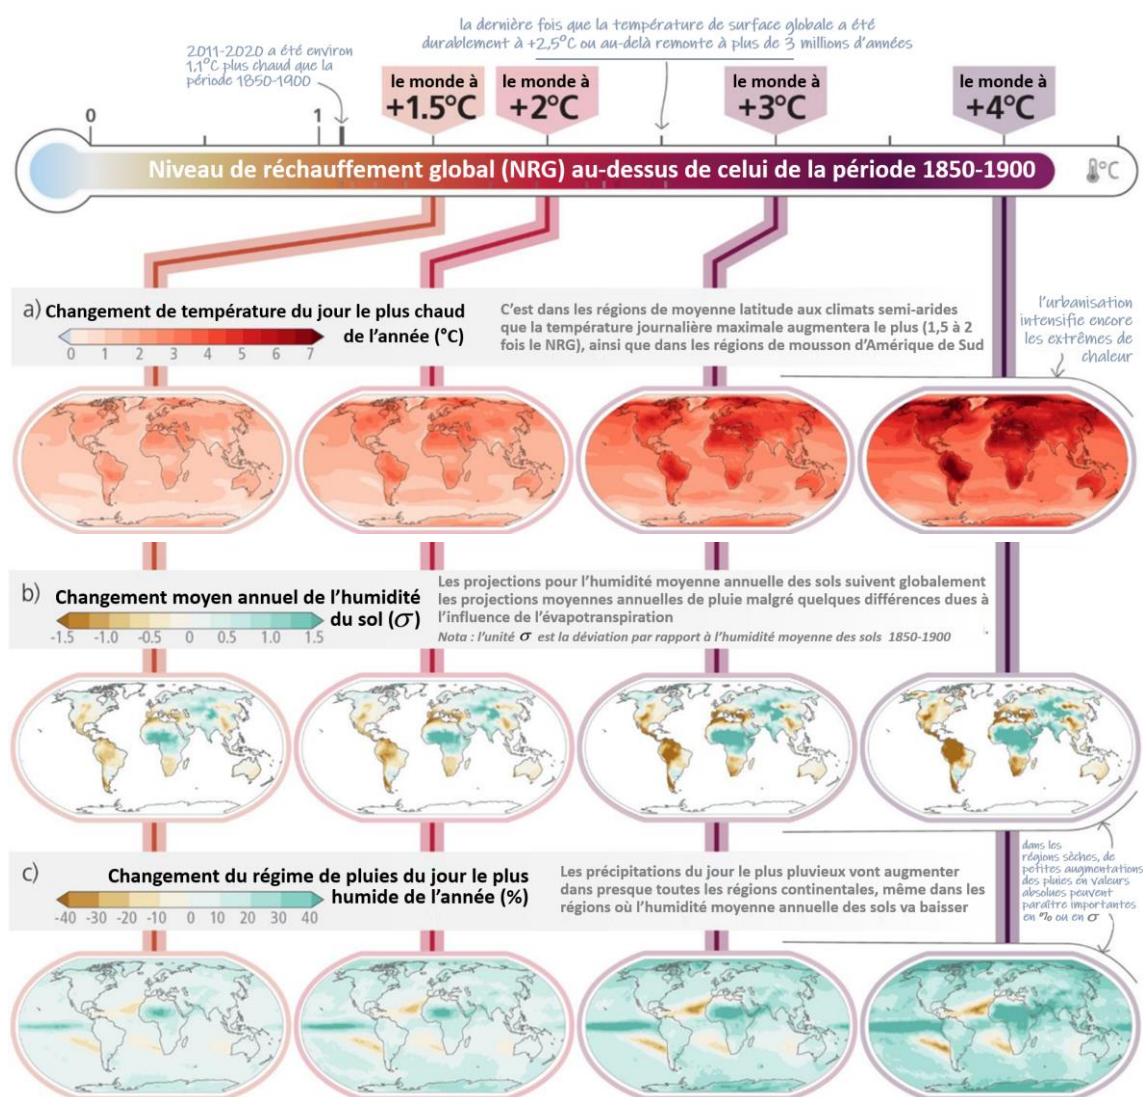 la dernière fois que la température de surface globale a été
durablement à +2,5°C ou au-delà remonte à plus de 3 millions d'années
2011-2020 a été environ
1,1°C plus chaud que la
période 1850-1900
le monde à
+1.5°C
le monde à
+2°C
le monde à
+3°C
le monde à
+4°C
0
1
Niveau de réchauffement global (NRG) au-dessus de celui de la période 1850-1900
°C
a) Changement de température du jour le plus chaud
de l'année (°C)
0 1 2 3 4 5 6 7
C'est dans les régions de moyenne latitude aux climats semi-arides
que la température journalière maximale augmentera le plus (1,5 à 2
fois le NRG), ainsi que dans les régions de mousson d'Amérique de Sud
l'urbanisation
intensifie encore
les extrêmes de
chaleur
b) Changement moyen annuel de l'humidité
du sol (σ)
-1.5 -1.0 -0.5 0 0.5 1.0 1.5
Les projections pour l'humidité moyenne annuelle des sols suivent globalement
les projections moyennes annuelles de pluie malgré quelques différences dues à
l'influence de l'évapotranspiration
Nota : l'unité σ est la déviation par rapport à l'humidité moyenne des sols 1850-1900
c) Changement du régime de pluies du jour le plus
humide de l'année (%)
-40 -30 -20 -10 0 10 20 30 40
Les précipitations du jour le plus pluvieux vont augmenter
dans presque toutes les régions continentales, même dans les
régions où l'humidité moyenne annuelle des sols va baisser
dans les
régions sèches, de
petites augmentations
des pluies en valeurs
absolues peuvent
paraître importantes
en % ou en σ